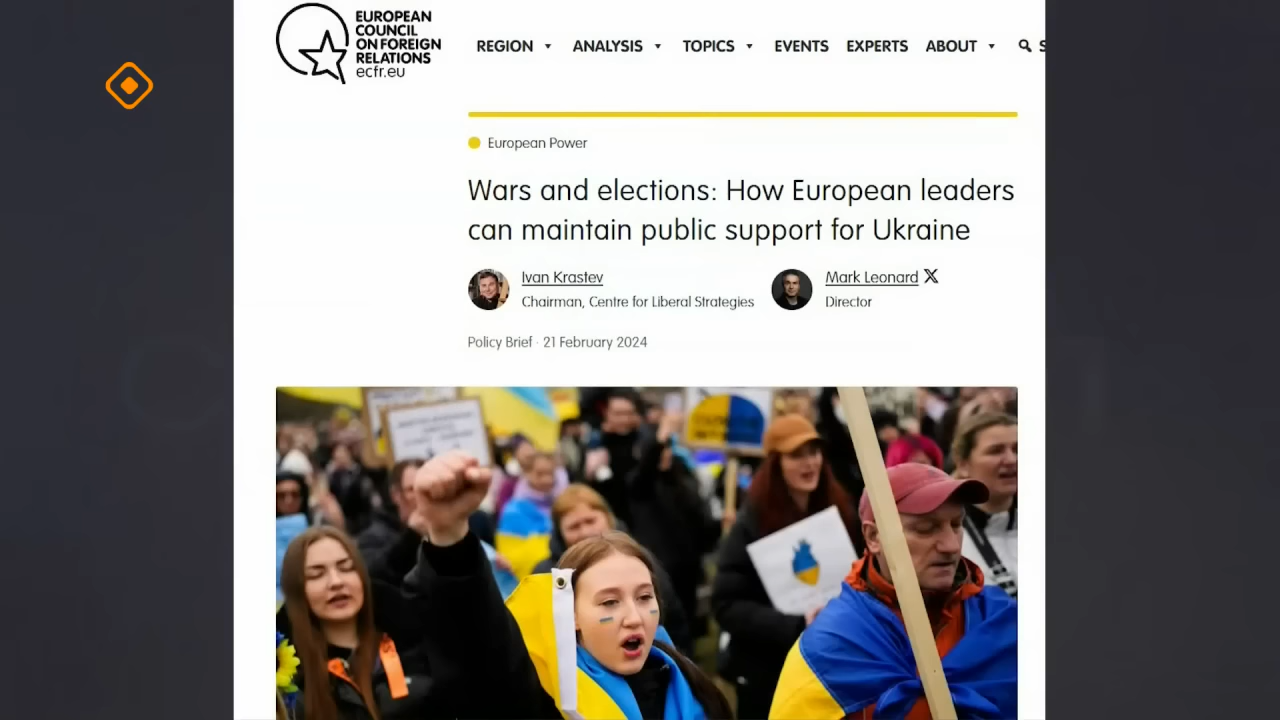 EUROPEAN
COUNCIL
ON FOREIGN
RELATIONS
ecfr.eu
REGION ANALYSIS TOPICS EVENTS EXPERTS ABOUT S
European Power
Wars and elections: How European leaders
can maintain public support for Ukraine
Ivan Krastev
Chairman, Centre for Liberal Strategies
Mark Leonard X
Director
Policy Brief · 21 February 2024